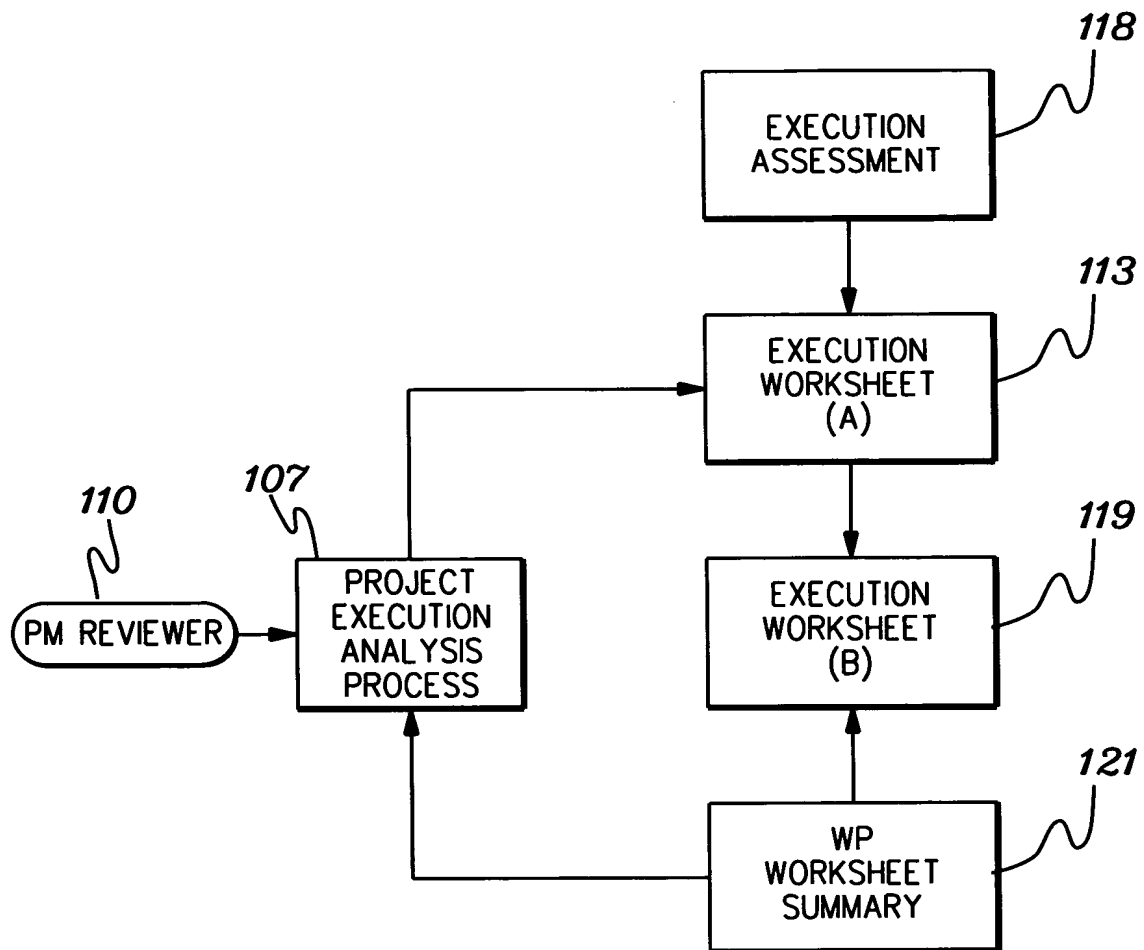 118
EXECUTION
ASSESSMENT
113
EXECUTION
WORKSHEET
(A)
107
110
PROJECT
EXECUTION
ANALYSIS
PROCESS
PM REVIEWER
119
EXECUTION
WORKSHEET
(B)
121
WP
WORKSHEET
SUMMARY